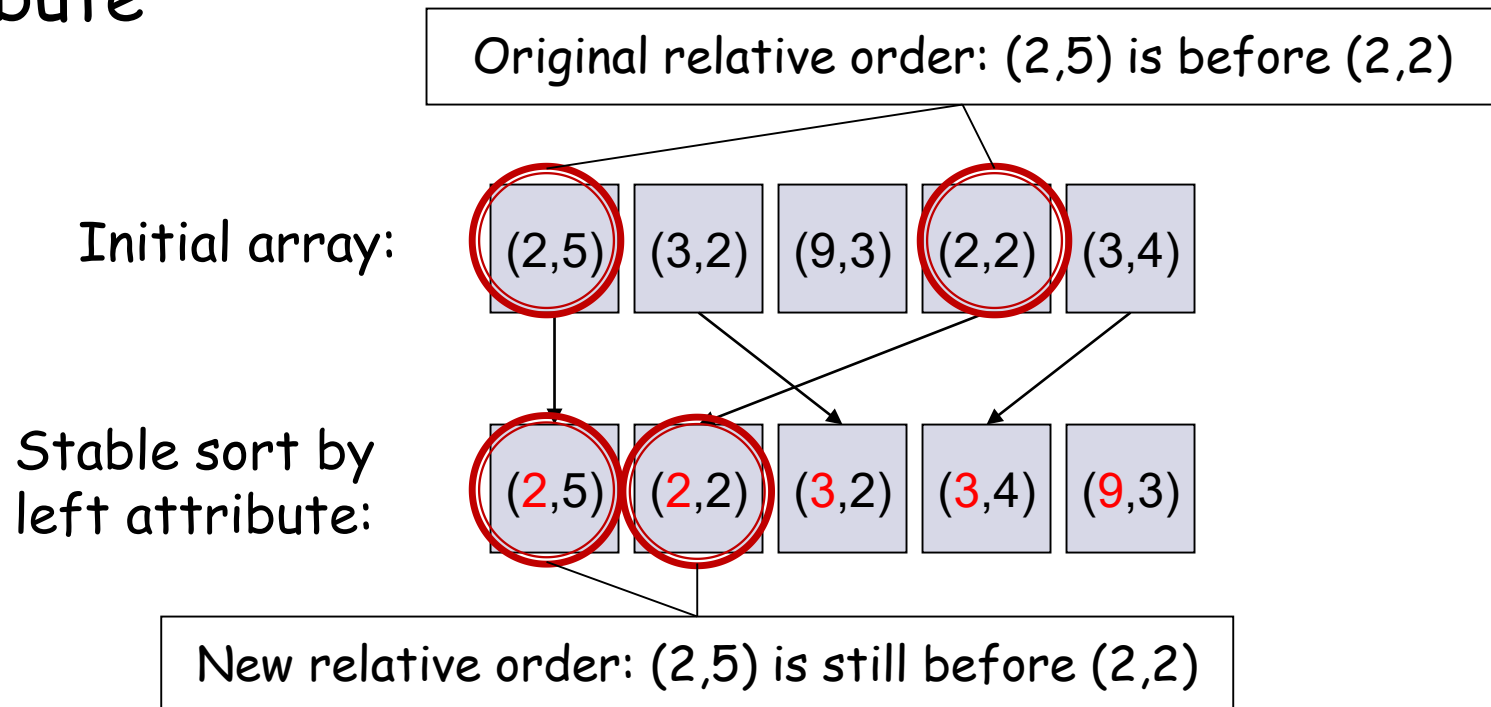 Original relative order: (2,5) is before (2,2)
Initial array: (2,5) (3,2) (9,3) (2,2) (3,4)
Stable sort by
left attribute: (2,5) (2,2) (3,2) (3,4) (9,3)
New relative order: (2,5) is still before (2,2)